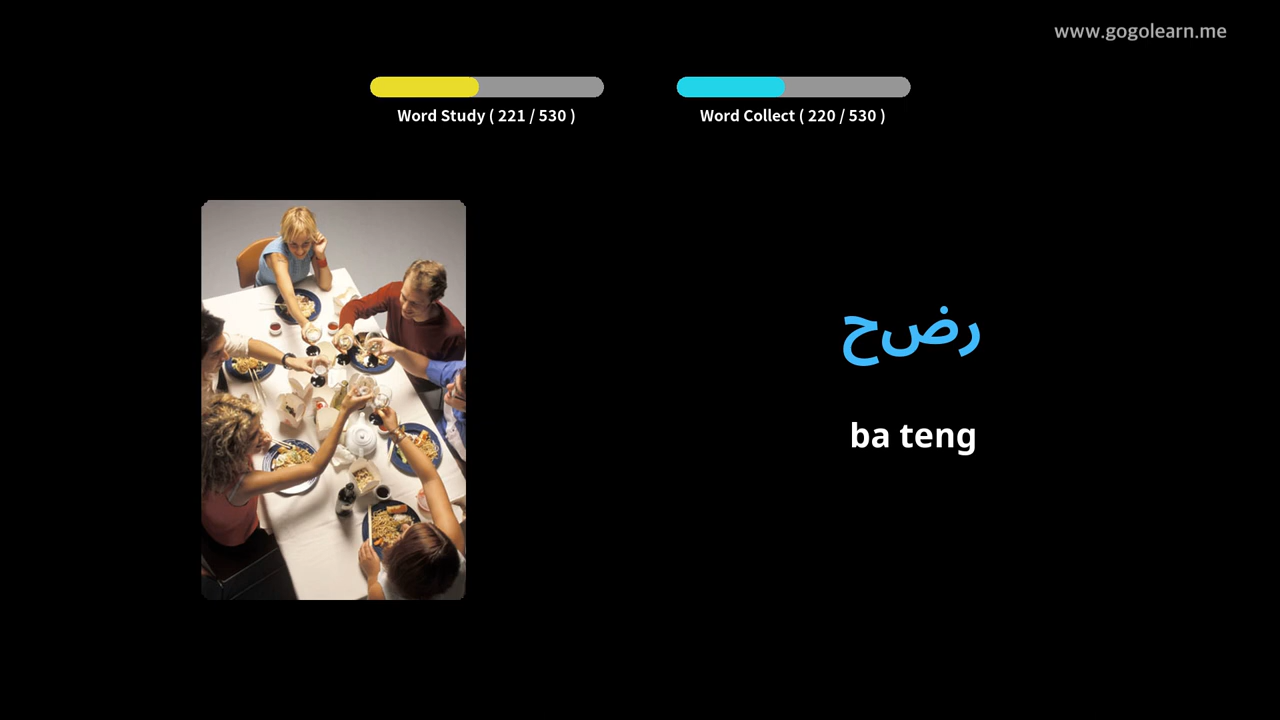 www.gogolearn.me
Word Study ( 221 / 530 )
Word Collect ( 220 / 530 )
رضح
ba teng